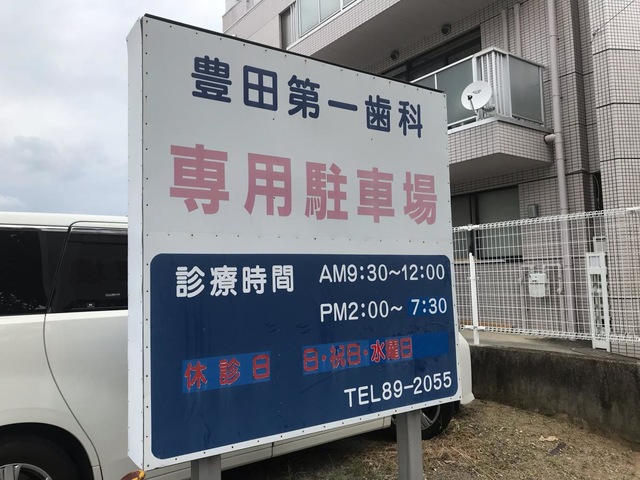 豊田第一歯科
専用駐車場
診療時間 AM9:30〜12:00
PM2:00〜 7:30
休診日 日・祝日・水曜日
TEL89-2055